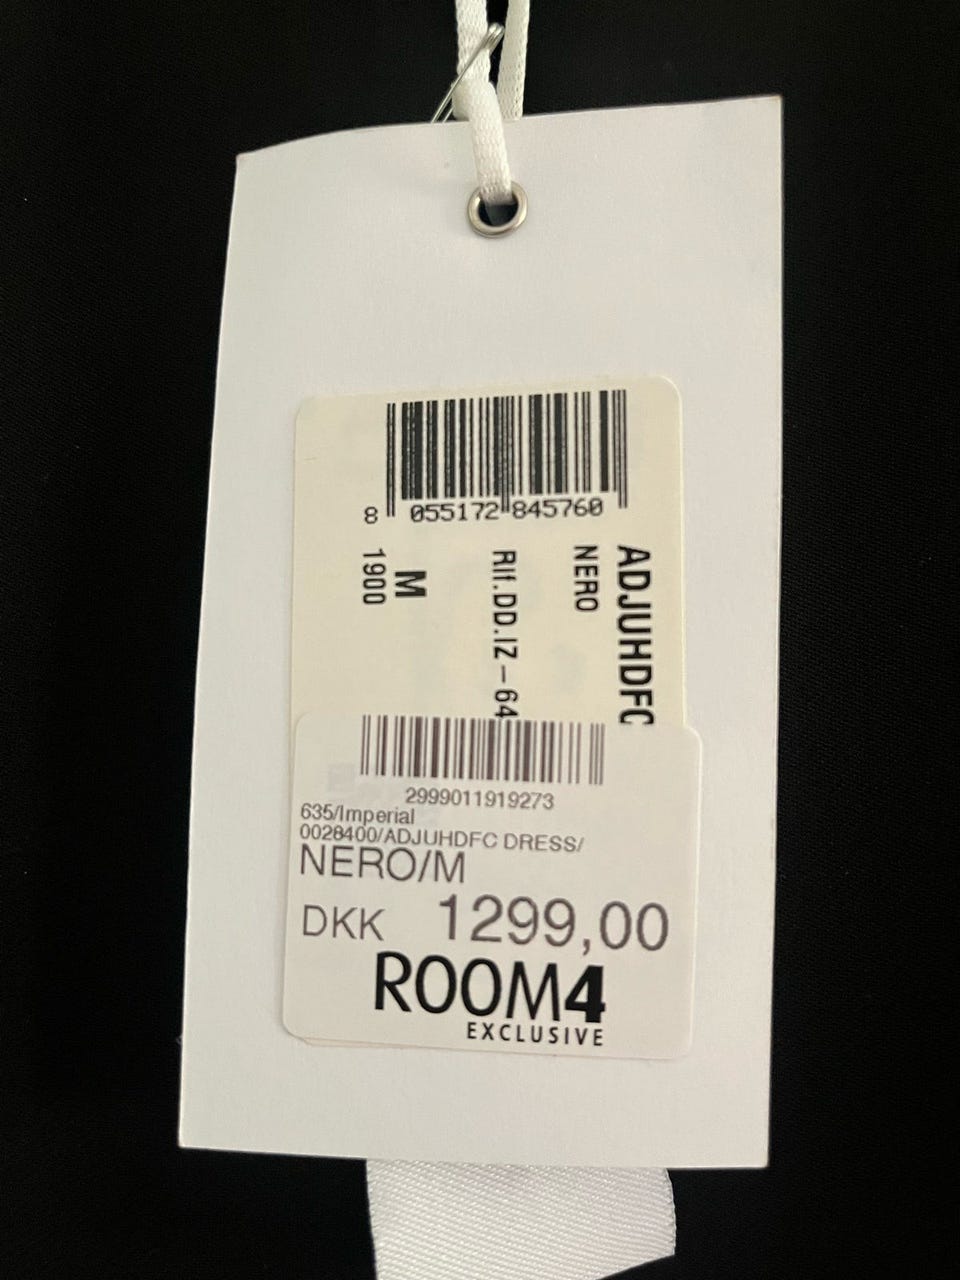 8 055172 845760
ADJUHDFC
NERO
Rif.DD.IZ-64
M
1900
2999011919273
635/Imperial
0028400/ADJUHDFC DRESS/
NERO/M
DKK 1299,00
ROOM4
EXCLUSIVE